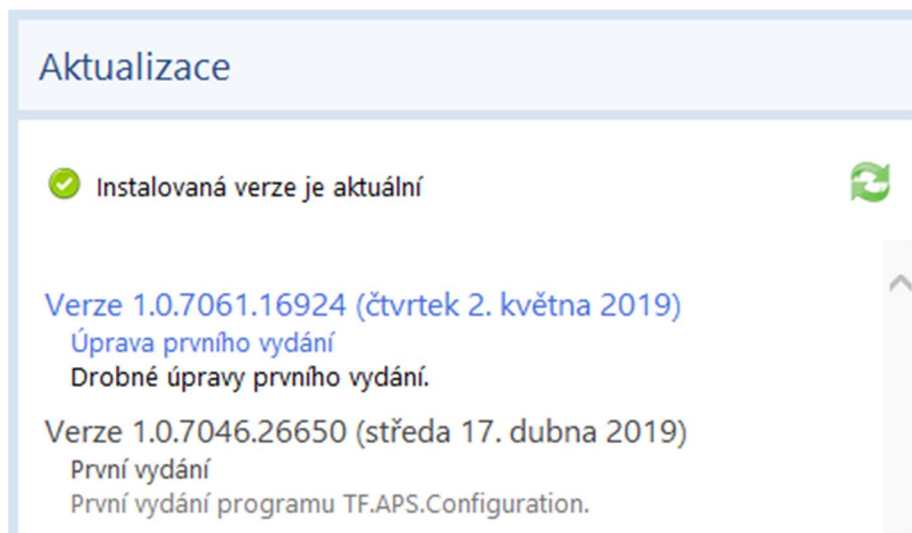 Aktualizace
Instalovaná verze je aktuální
Verze 1.0.7061.16924 (čtvrtek 2. května 2019)
Úprava prvního vydání
Drobné úpravy prvního vydání.
Verze 1.0.7046.26650 (středa 17. dubna 2019)
První vydání
První vydání programu TF.APS.Configuration.